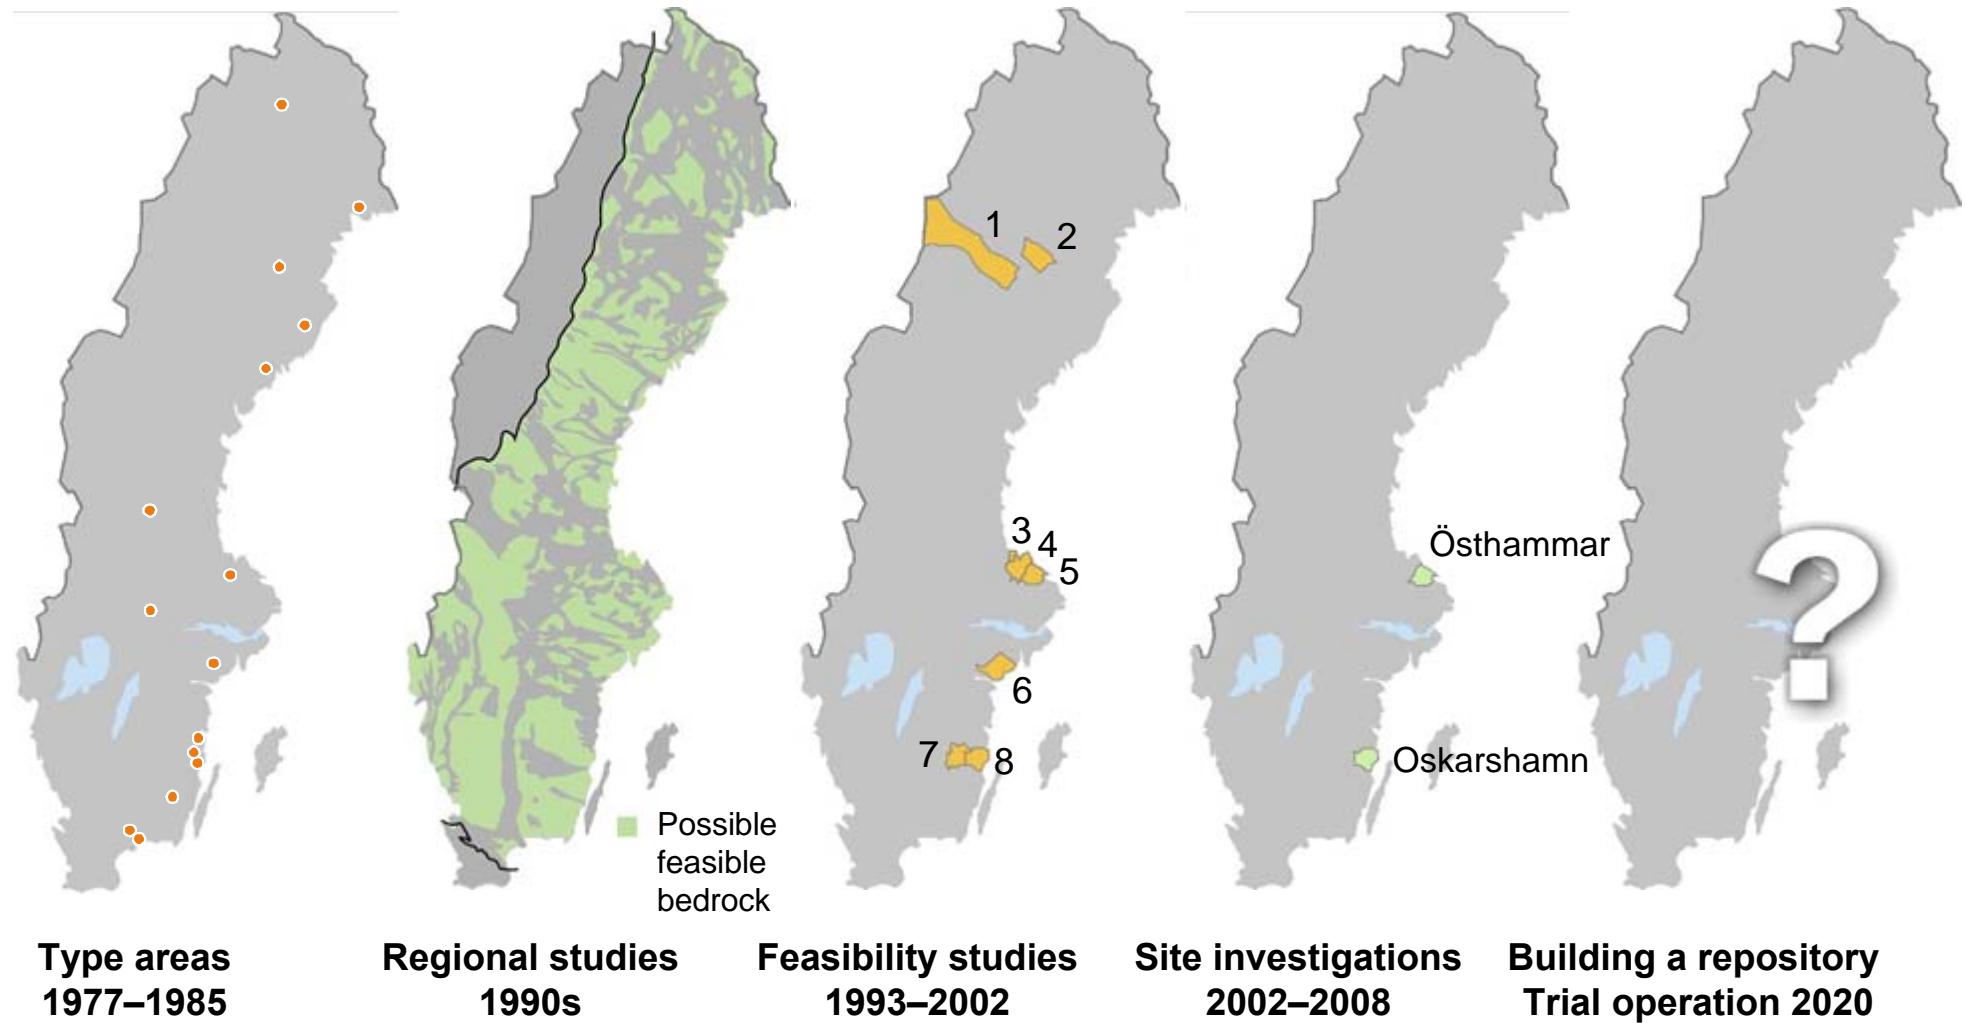 1
2
3
4
5
6
7
8
Östhammar
Oskarshamn
?
Possible
feasible
bedrock
Type areas
1977–1985
Regional studies
1990s
Feasibility studies
1993–2002
Site investigations
2002–2008
Building a repository
Trial operation 2020